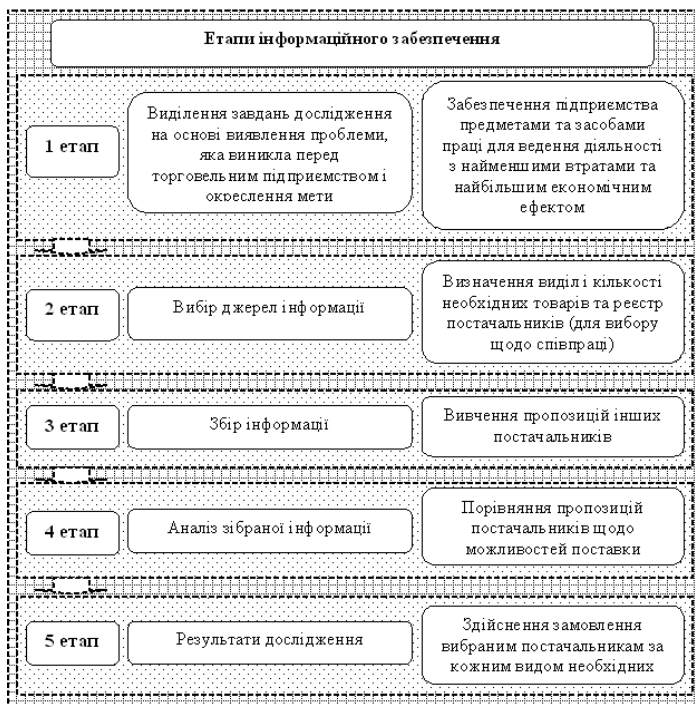 Етапи інформаційного забезпечення
1 етап
Виділення завдань дослідження
на основі виявлення проблеми,
яка виникла перед
торговельним підприємством і
окреслення мети
Забезпечення підприємства
предметами та засобами
праці для ведення діяльності
з найменшими втратами та
найбільшим економічним
ефектом
2 етап
Вибір джерел інформації
Визначення виділ і кількості
необхідних товарів та реєстр
постачальників (для вибору
щодо співпраці)
3 етап
Збір інформації
Вивчення пропозицій інших
постачальників
4 етап
Аналіз зібраної інформації
Порівняння пропозицій
постачальників щодо
можливостей поставки
5 етап
Результати дослідження
Здійснення замовлення
вибраним постачальникам за
кожним видом необхідних